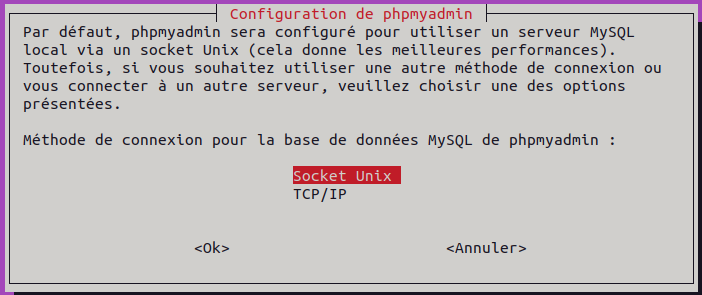 Configuration de phpmyadmin
Par défaut, phpmyadmin sera configuré pour utiliser un serveur MySQL
local via un socket Unix (cela donne les meilleures performances).
Toutefois, si vous souhaitez utiliser une autre méthode de connexion ou
vous connecter à un autre serveur, veuillez choisir une des options
présentées.
Méthode de connexion pour la base de données MySQL de phpmyadmin :
Socket Unix
TCP/IP
<Ok> <Annuler>